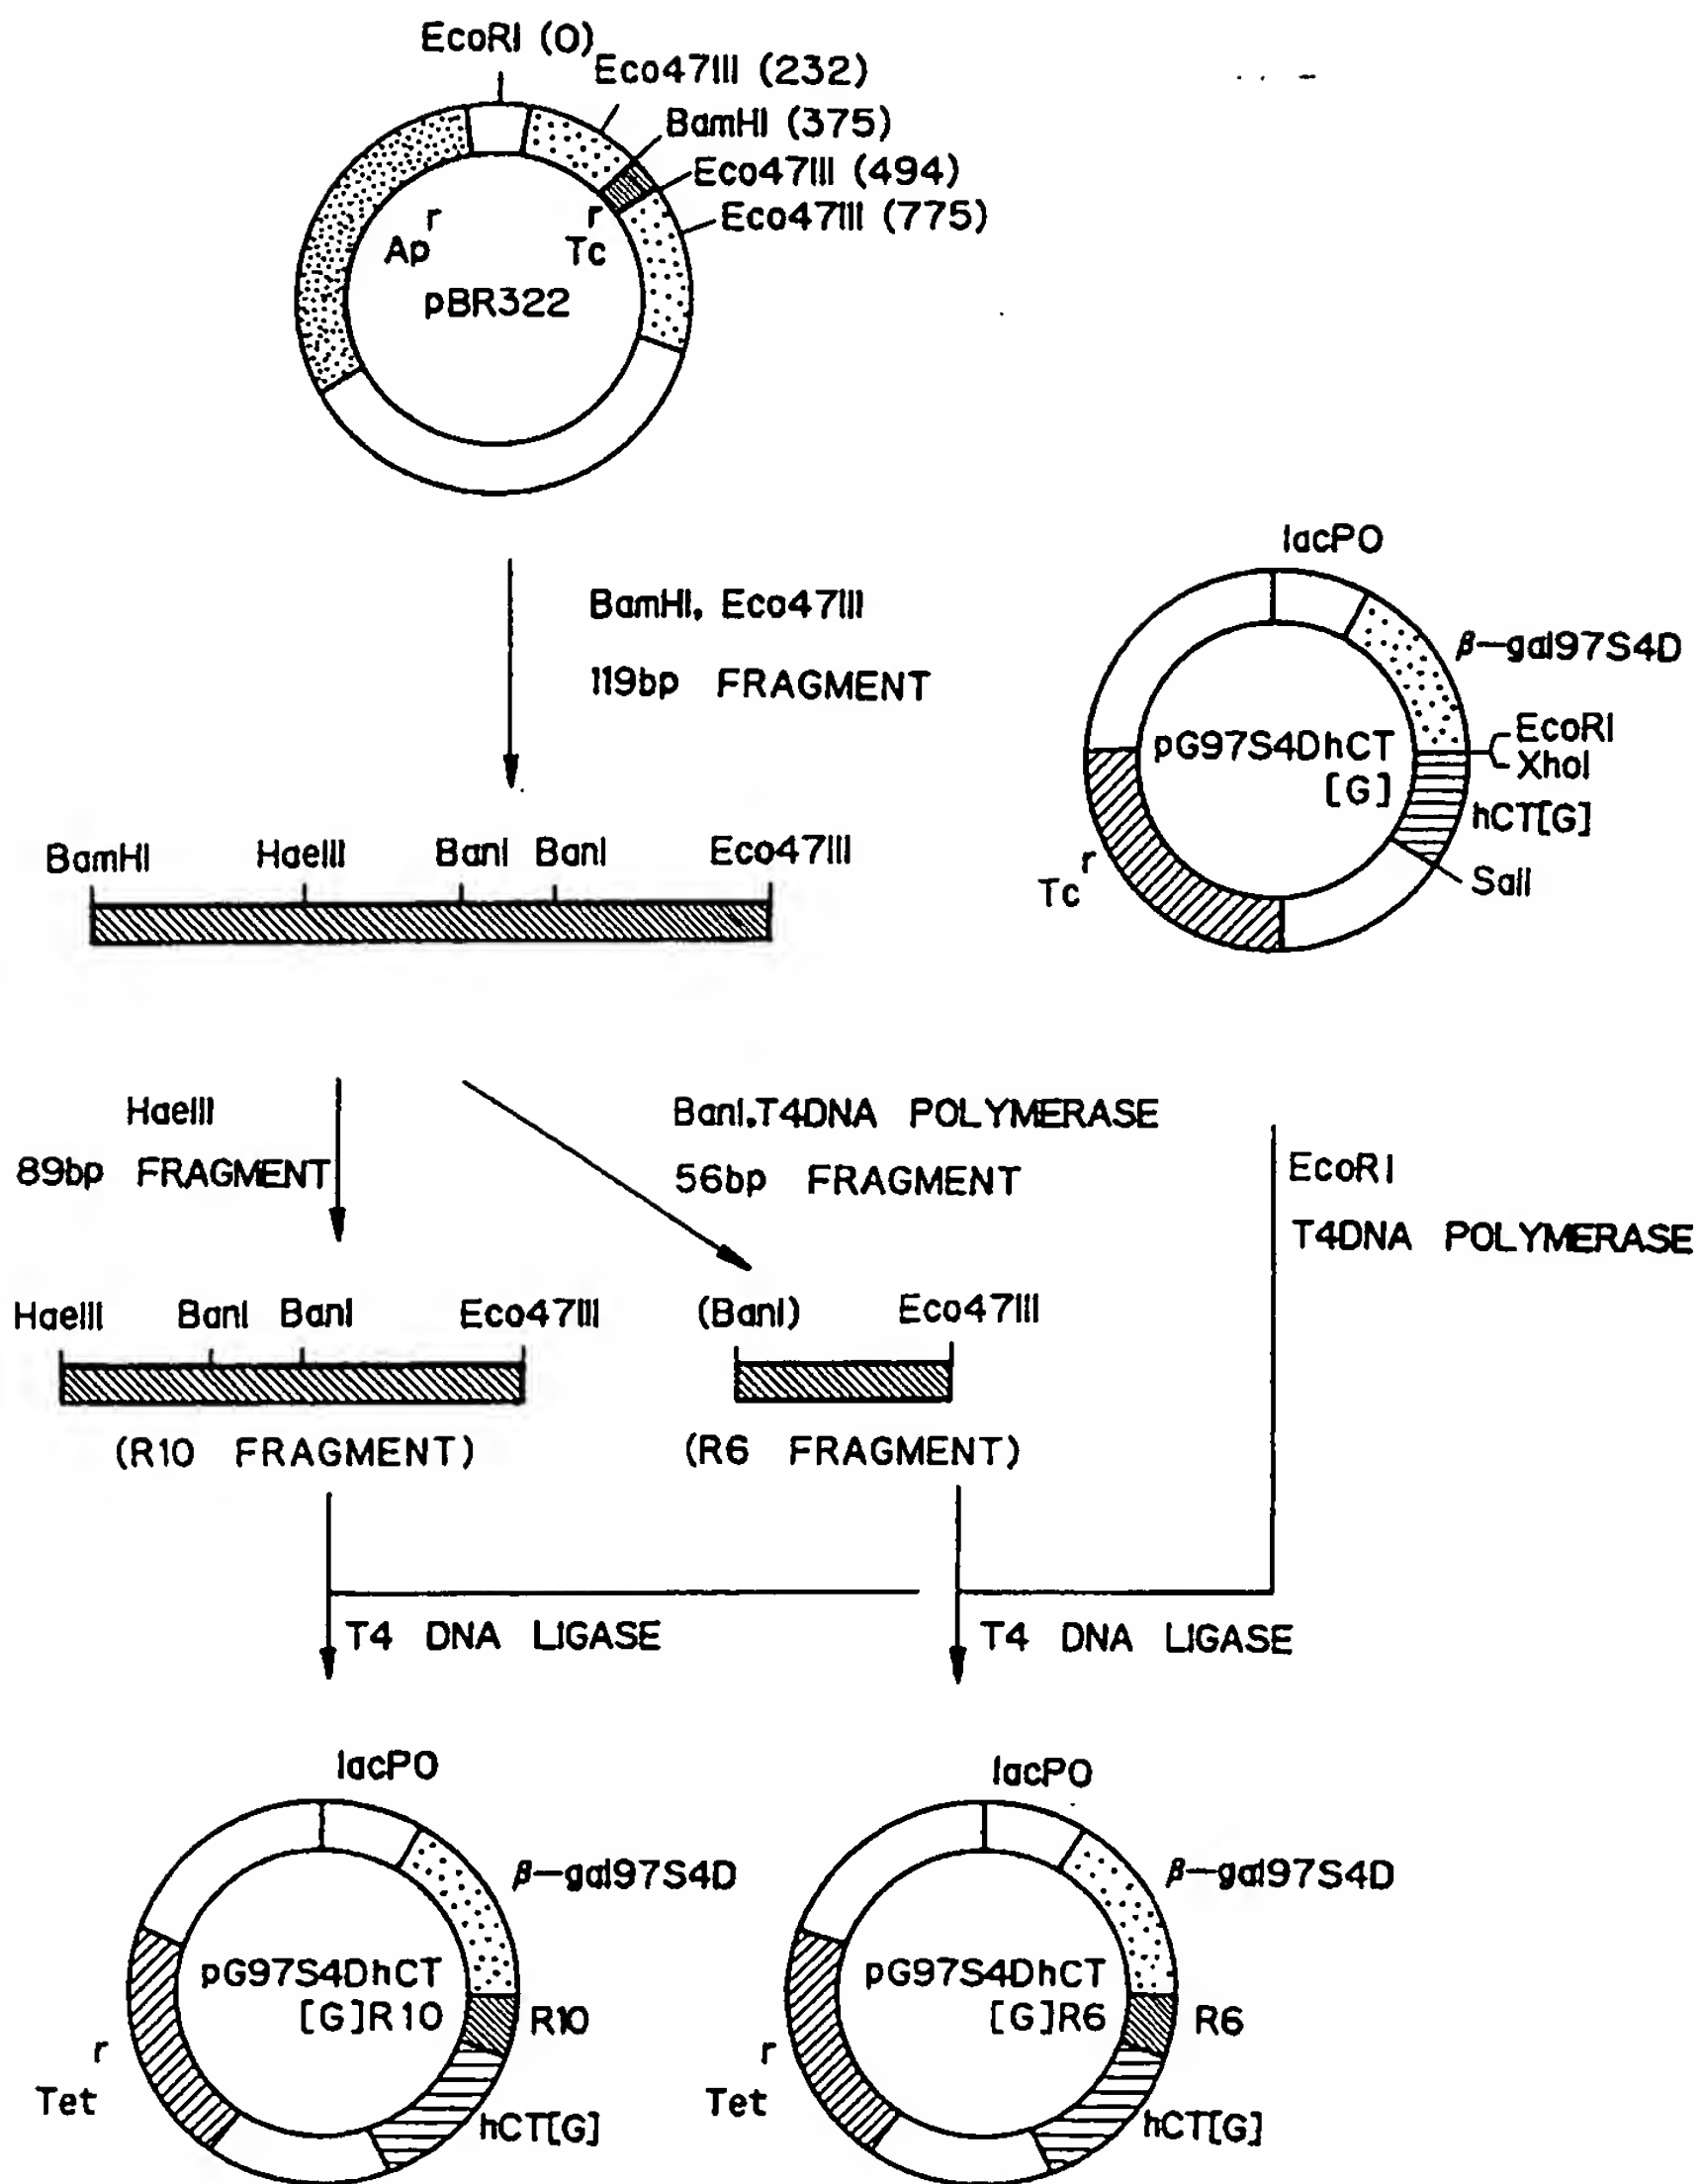 EcoRI (0)
Eco47III (232)
BamHI (375)
Eco47III (494)
Eco47III (775)
Ap r
Tc r
pBR322
BamHI, Eco47III
119bp FRAGMENT
lacPO
β-gal97S4D
EcoRI
XhoI
pG97S4DhCT
[G]
hCT[G]
SalI
Tc r
BamHI HaeIII BanI BanI Eco47III
HaeIII
89bp FRAGMENT
BanI,T4DNA POLYMERASE
56bp FRAGMENT
EcoRI
T4DNA POLYMERASE
HaeIII BanI BanI Eco47III
(BanI) Eco47III
(R10 FRAGMENT)
(R6 FRAGMENT)
T4 DNA LIGASE
T4 DNA LIGASE
lacPO
β-gal97S4D
pG97S4DhCT
[G]R10
R10
r
Tet
hCT[G]
lacPO
β-gal97S4D
pG97S4DhCT
[G]R6
R6
r
Tet
hCT[G]